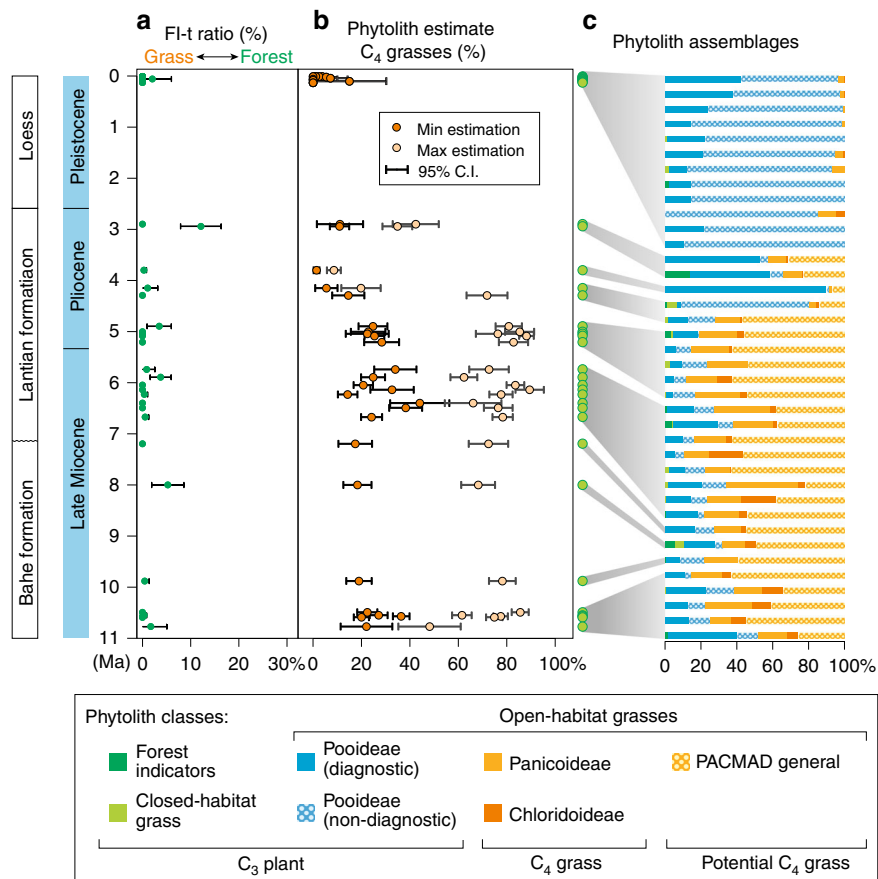 a
FI-t ratio (%)
Grass Forest
b
Phytolith estimate
C4 grasses (%)
c
Phytolith assemblages
Loess
Lantian formatiaon
Bahe formation
Pleistocene
Pliocene
Late Miocene
0
1
2
3
4
5
6
7
8
9
10
11
(Ma)
0 10 20 30%
0 20 40 60 80 100%
0 20 40 60 80 100%
Min estimation
Max estimation
95% C.I.
Phytolith classes:
Open-habitat grasses
Forest
indicators
Closed-habitat
grass
Pooideae
(diagnostic)
Pooideae
(non-diagnostic)
Panicoideae
Chloridoideae
PACMAD general
C3 plant
C4 grass
Potential C4 grass